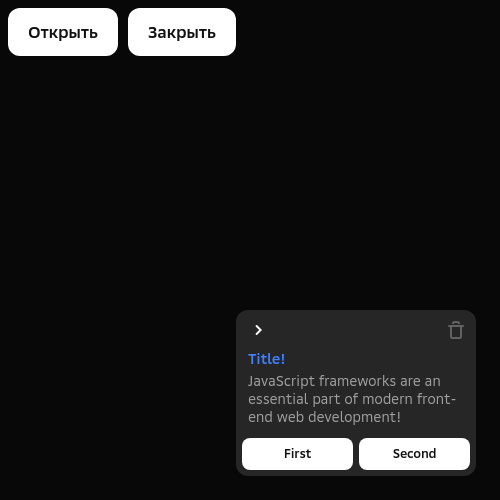 Открыть Закрыть
Title!
JavaScript frameworks are an
essential part of modern front-
end web development!
First Second